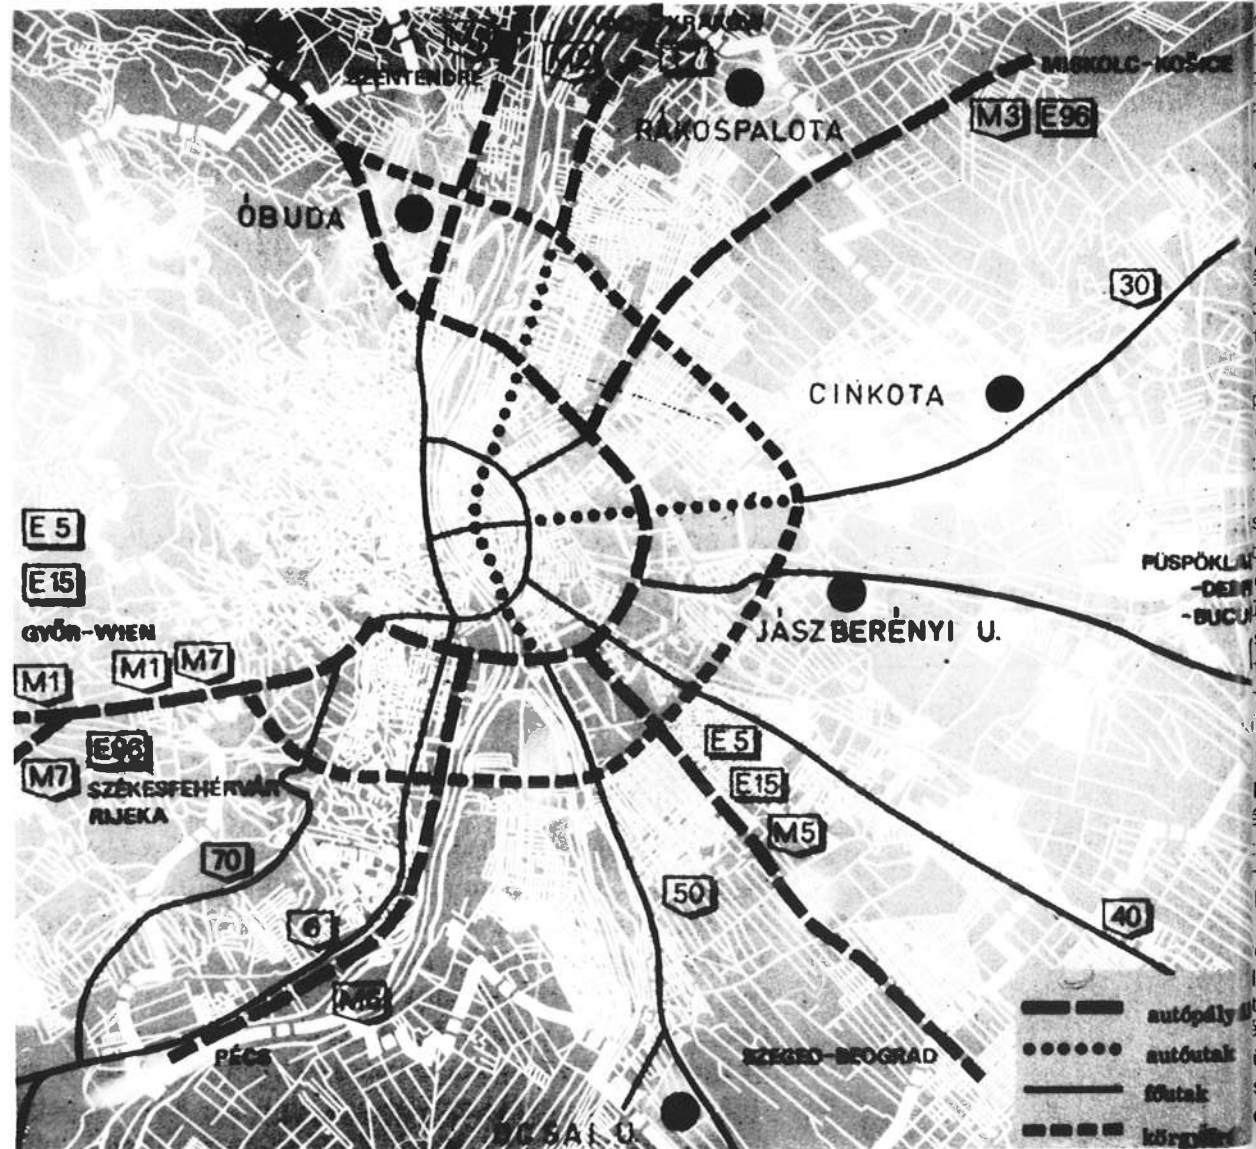 SZENTENDRE
MISKOLC-KOŠICE
M3 E96
RÁKOSPALOTA
ÓBUDA
30
CINKOTA
E 5
E 15
GYŐR-WIEN
M1
M1 M7
JÁSZBERÉNYI U.
E96
M7
SZÉKESFEHÉRVÁR
RIJEKA
E 5
E 15
M5
70
50
40
6
M6
PÉCS
SZEGED-BEOGRAD
ÓCSAI U.
autóutak
főutak